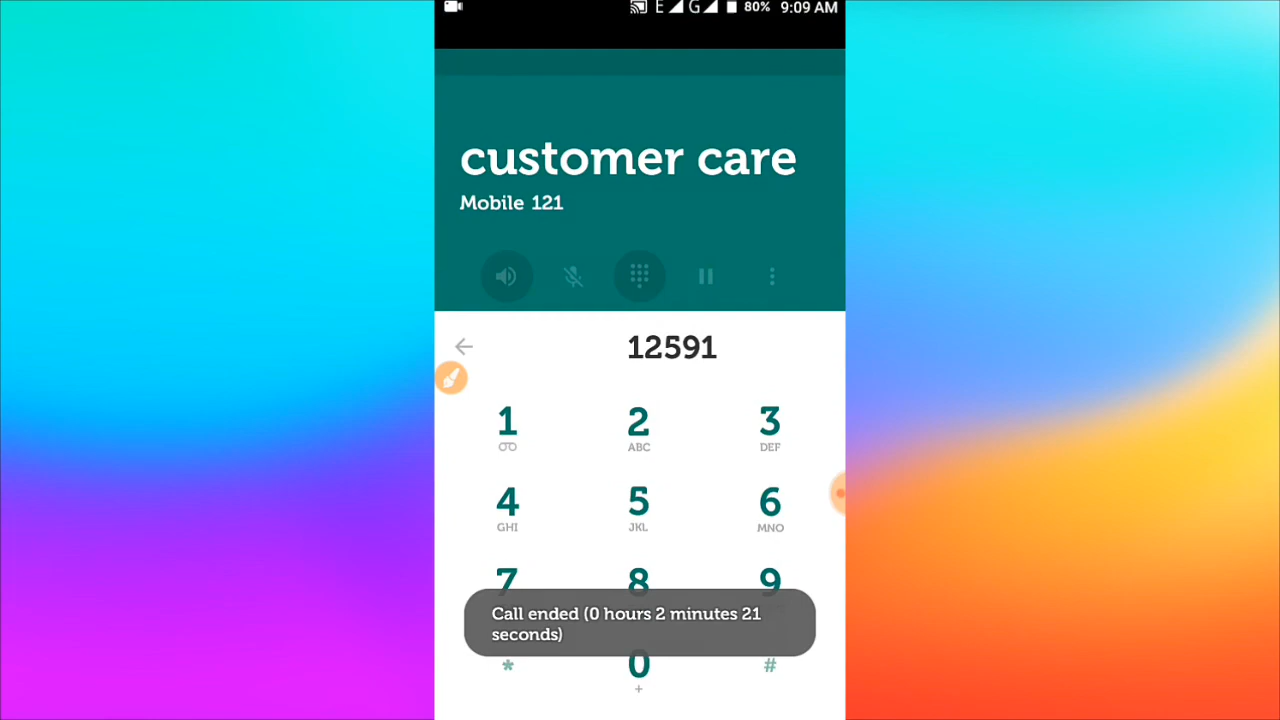 E G 80% 9:09 AM
customer care
Mobile 121
12591
1 2 3
ABC DEF
4 5 6
GHI JKL MNO
7 8 9
Call ended (0 hours 2 minutes 21
seconds)
* 0 #
+